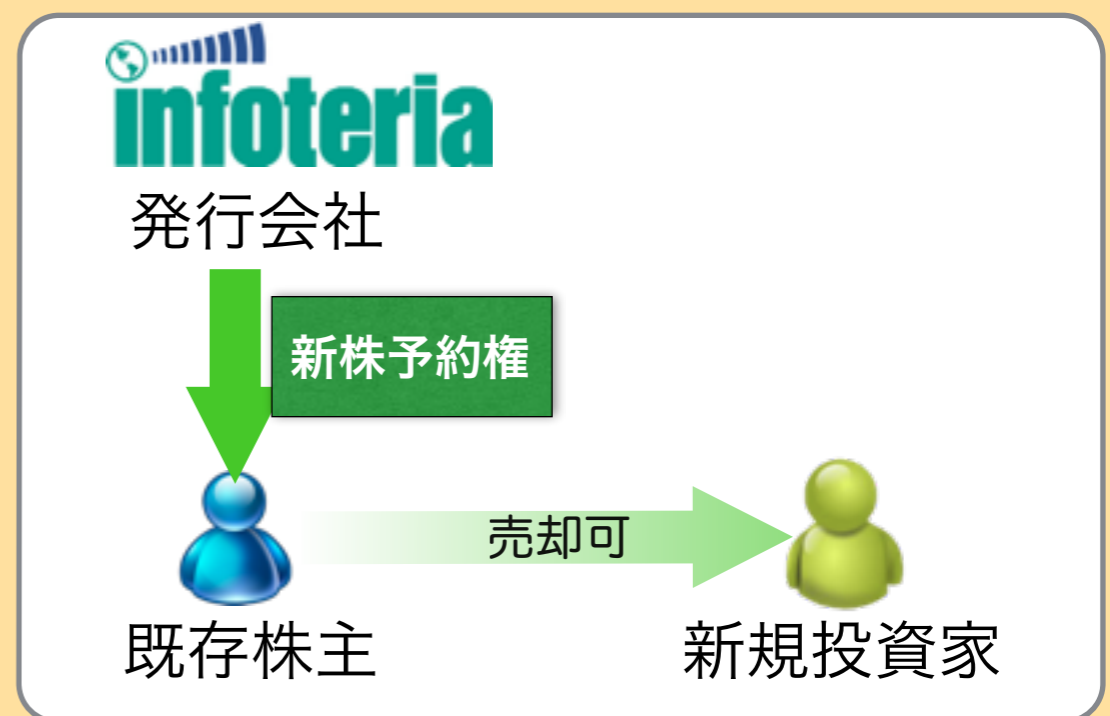 infoteria
発行会社
新株予約権
売却可
既存株主
新規投資家